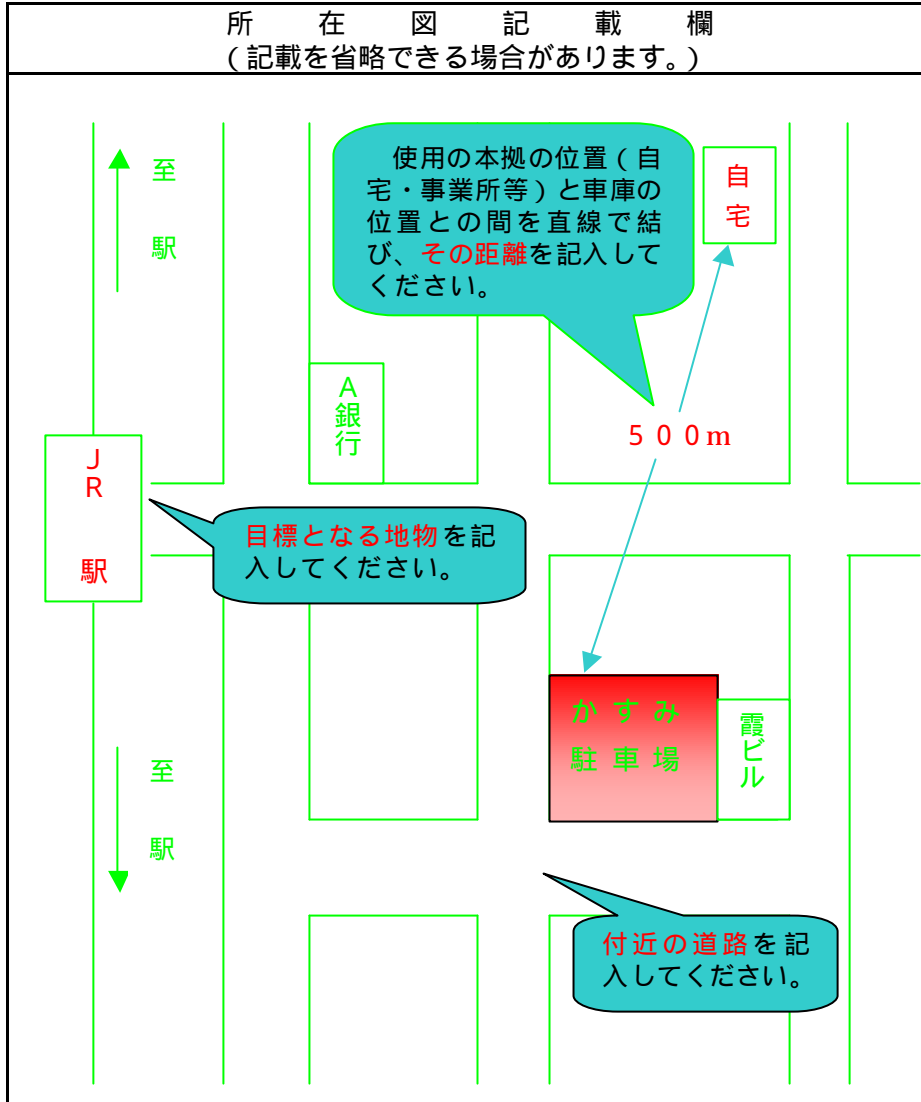 所在図記載欄
(記載を省略できる場合があります。)
至
駅
使用の本拠の位置(自
宅・事業所等)と車庫の
位置との間を直線で結
び、その距離を記入して
ください。
自
宅
A銀行
500m
JR
駅
目標となる地物を記
入してください。
かすみ
駐車場
霞ビル
至
駅
付近の道路を記
入してください。